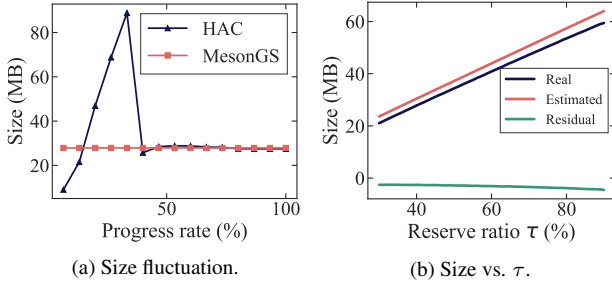 HAC
MesonGS
Size (MB)
80
60
40
20
50
100
Progress rate (%)
(a) Size fluctuation.
Real
Estimated
Residual
Size (MB)
60
40
20
0
40
60
80
Reserve ratio τ (%)
(b) Size vs. τ.